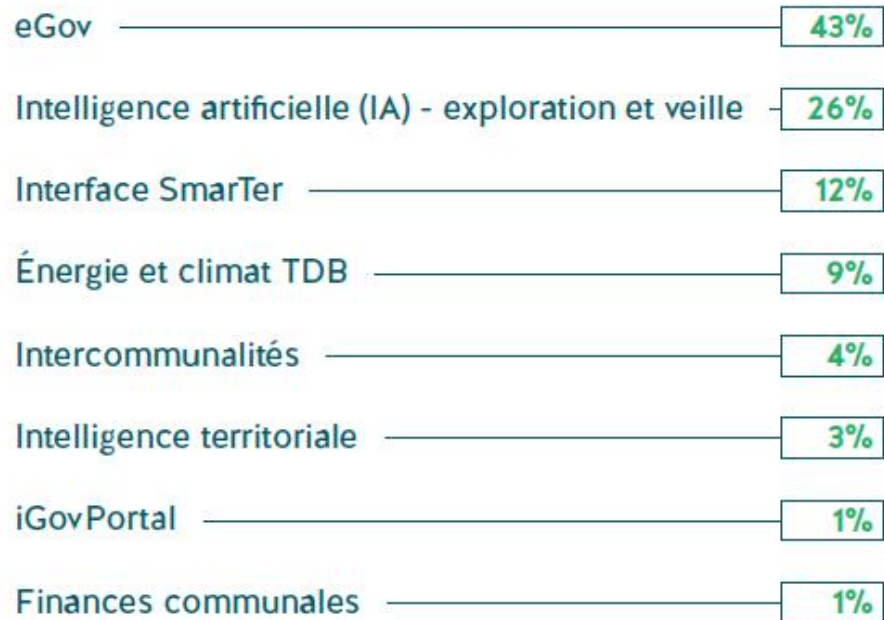 eGov 43%
Intelligence artificielle (IA) - exploration et veille 26%
Interface SmarTer 12%
Énergie et climat TDB 9%
Intercommunalités 4%
Intelligence territoriale 3%
iGovPortal 1%
Finances communales 1%